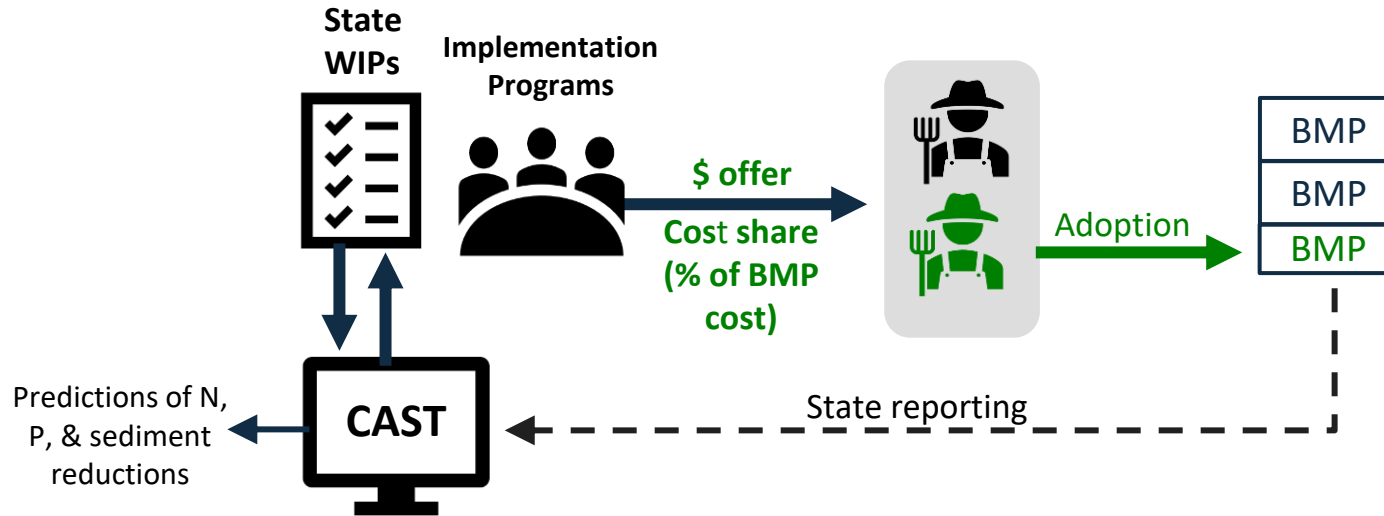 State
WIPs
Implementation
Programs
$ offer
Cost share
(% of BMP
cost)
Adoption
BMP
BMP
BMP
State reporting
CAST
Predictions of N,
P, & sediment
reductions